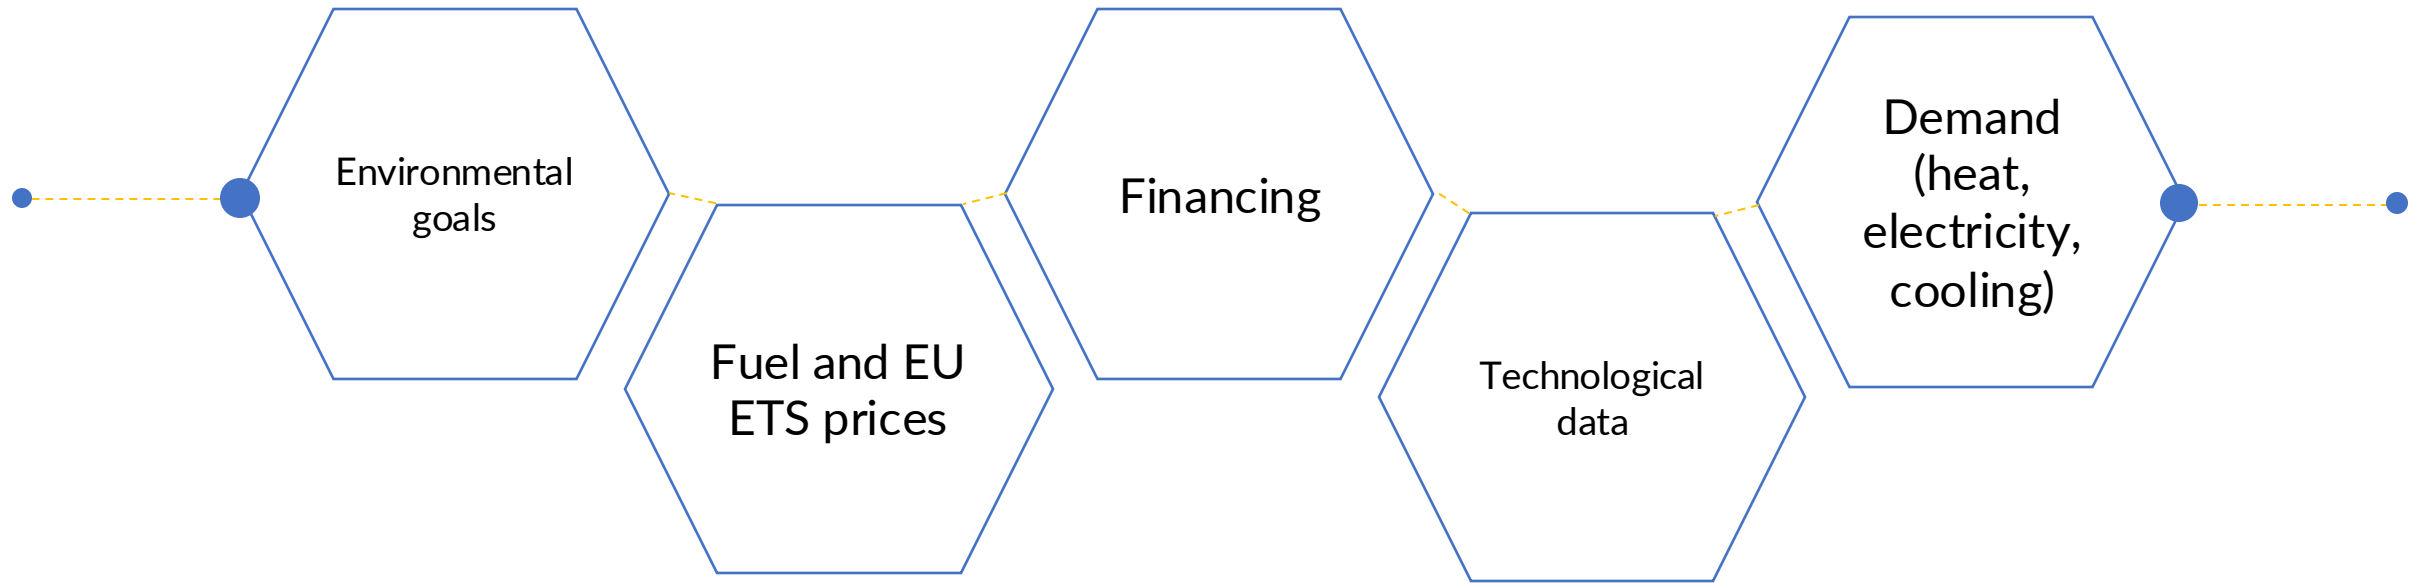 Environmental
goals
Fuel and EU
ETS prices
Financing
Technological
data
Demand
(heat,
electricity,
cooling)